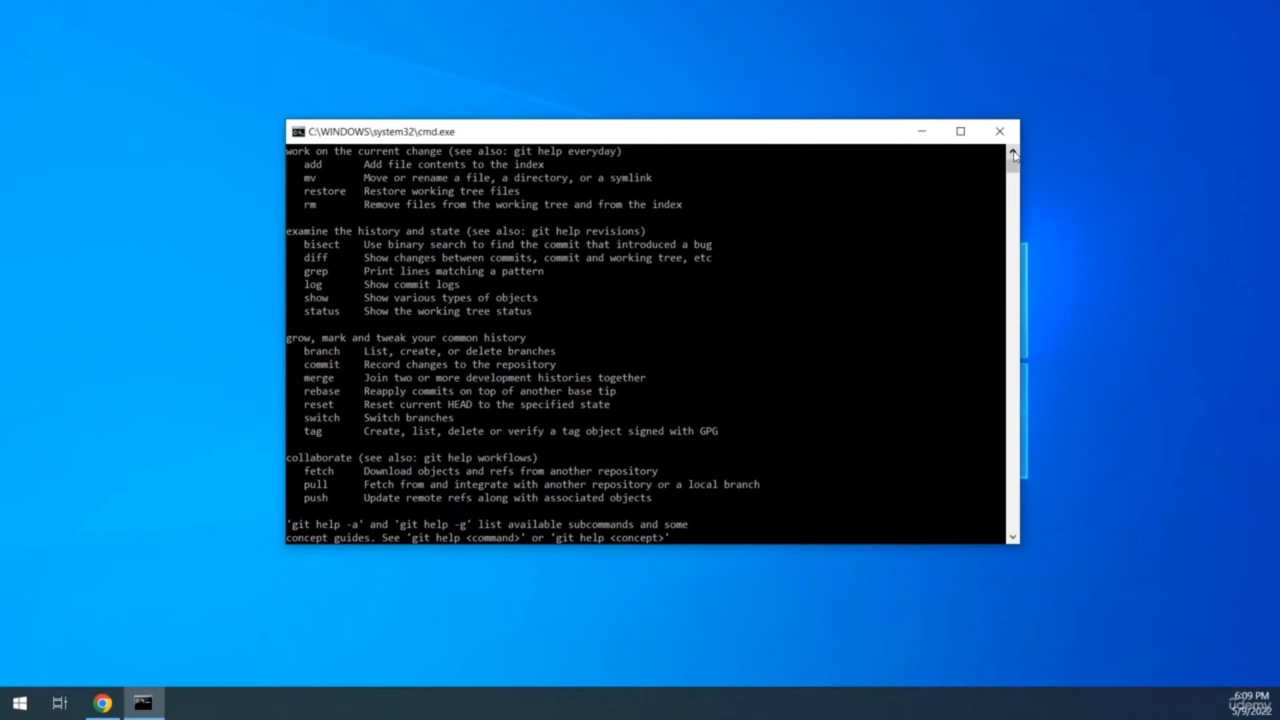 C:\WINDOWS\system32\cmd.exe
work on the current change (see also: git help everyday)
add Add file contents to the index
mv Move or rename a file, a directory, or a symlink
restore Restore working tree files
rm Remove files from the working tree and from the index
examine the history and state (see also: git help revisions)
bisect Use binary search to find the commit that introduced a bug
diff Show changes between commits, commit and working tree, etc
grep Print lines matching a pattern
log Show commit logs
show Show various types of objects
status Show the working tree status
grow, mark and tweak your common history
branch List, create, or delete branches
commit Record changes to the repository
merge Join two or more development histories together
rebase Reapply commits on top of another base tip
reset Reset current HEAD to the specified state
switch Switch branches
tag Create, list, delete or verify a tag object signed with GPG
collaborate (see also: git help workflows)
fetch Download objects and refs from another repository
pull Fetch from and integrate with another repository or a local branch
push Update remote refs along with associated objects
'git help -a' and 'git help -g' list available subcommands and some
concept guides. See 'git help <command>' or 'git help <concept>'
6:09 PM
udemy
5/9/2022